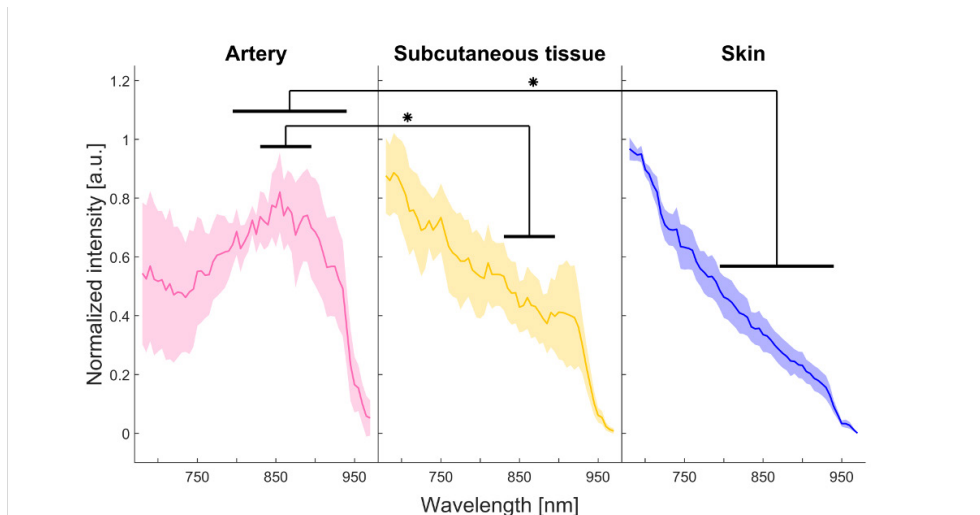 Artery Subcutaneous tissue Skin
1.2
1
0.8
0.6
0.4
0.2
0
Normalized intensity [a.u.]
* *
750 850 950 750 850 950 750 850 950
Wavelength [nm]